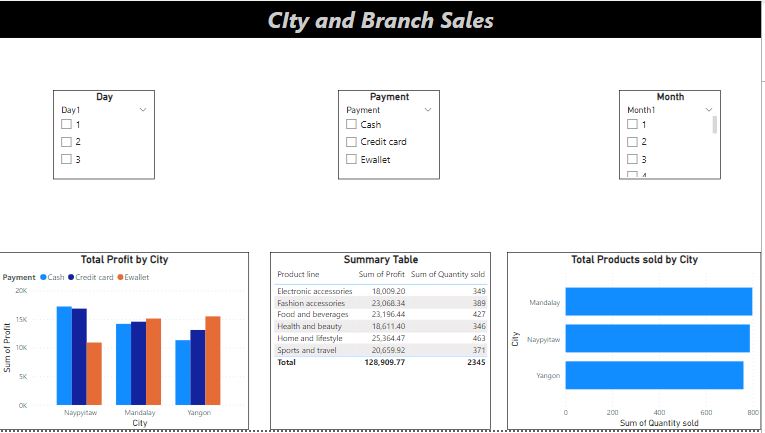 CIty and Branch Sales
Day
Day1
1
2
3
Payment
Payment
Cash
Credit card
Ewallet
Month
Month1
1
2
3
4
Total Profit by City
Payment Cash Credit card Ewallet
20K
15K
10K
5K
0K
Sum of Profit
Naypyitaw Mandalay Yangon
City
Summary Table
Product line Sum of Profit Sum of Quantity sold
Electronic accessories 18,009.20 349
Fashion accessories 23,068.34 389
Food and beverages 23,196.44 427
Health and beauty 18,611.40 346
Home and lifestyle 25,364.47 463
Sports and travel 20,659.92 371
Total 128,909.77 2345
Total Products sold by City
City
Mandalay
Naypyitaw
Yangon
0 200 400 600 800
Sum of Quantity sold